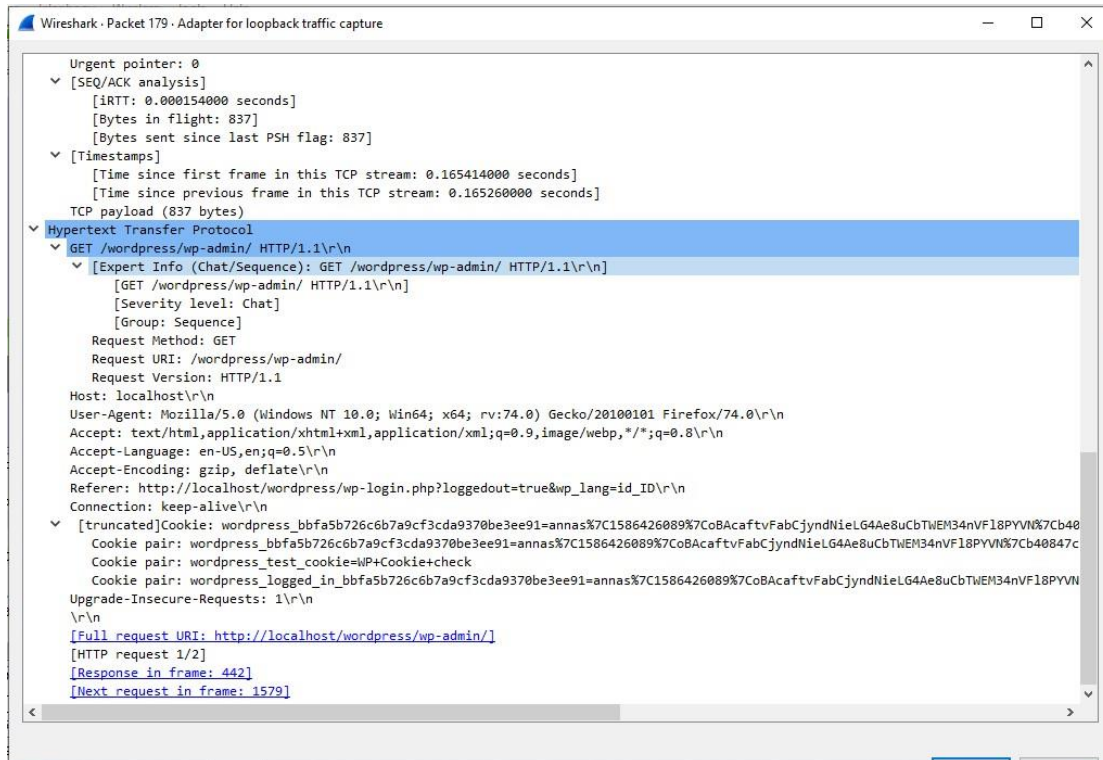 Wireshark · Packet 179 · Adapter for loopback traffic capture
Urgent pointer: 0
[SEQ/ACK analysis]
[iRTT: 0.000154000 seconds]
[Bytes in flight: 837]
[Bytes sent since last PSH flag: 837]
[Timestamps]
[Time since first frame in this TCP stream: 0.165414000 seconds]
[Time since previous frame in this TCP stream: 0.165260000 seconds]
TCP payload (837 bytes)
Hypertext Transfer Protocol
GET /wordpress/wp-admin/ HTTP/1.1\r\n
[Expert Info (Chat/Sequence): GET /wordpress/wp-admin/ HTTP/1.1\r\n]
[GET /wordpress/wp-admin/ HTTP/1.1\r\n]
[Severity level: Chat]
[Group: Sequence]
Request Method: GET
Request URI: /wordpress/wp-admin/
Request Version: HTTP/1.1
Host: localhost\r\n
User-Agent: Mozilla/5.0 (Windows NT 10.0; Win64; x64; rv:74.0) Gecko/20100101 Firefox/74.0\r\n
Accept: text/html,application/xhtml+xml,application/xml;q=0.9,image/webp,*/*;q=0.8\r\n
Accept-Language: en-US,en;q=0.5\r\n
Accept-Encoding: gzip, deflate\r\n
Referer: http://localhost/wordpress/wp-login.php?loggedout=true&wp_lang=id_ID\r\n
Connection: keep-alive\r\n
[truncated]Cookie: wordpress_bbfa5b726c6b7a9cf3cda9370be3ee91=annas%7C1586426089%7CoBAcaftvFabCjyndNieLG4Ae8uCbTWEM34nVFl8PYVN%7Cb40
Cookie pair: wordpress_bbfa5b726c6b7a9cf3cda9370be3ee91=annas%7C1586426089%7CoBAcaftvFabCjyndNieLG4Ae8uCbTWEM34nVFl8PYVN%7Cb40847c
Cookie pair: wordpress_test_cookie=WP+Cookie+check
Cookie pair: wordpress_logged_in_bbfa5b726c6b7a9cf3cda9370be3ee91=annas%7C1586426089%7CoBAcaftvFabCjyndNieLG4Ae8uCbTWEM34nVFl8PYVN
Upgrade-Insecure-Requests: 1\r\n
\r\n
[Full request URI: http://localhost/wordpress/wp-admin/]
[HTTP request 1/2]
[Response in frame: 442]
[Next request in frame: 1579]